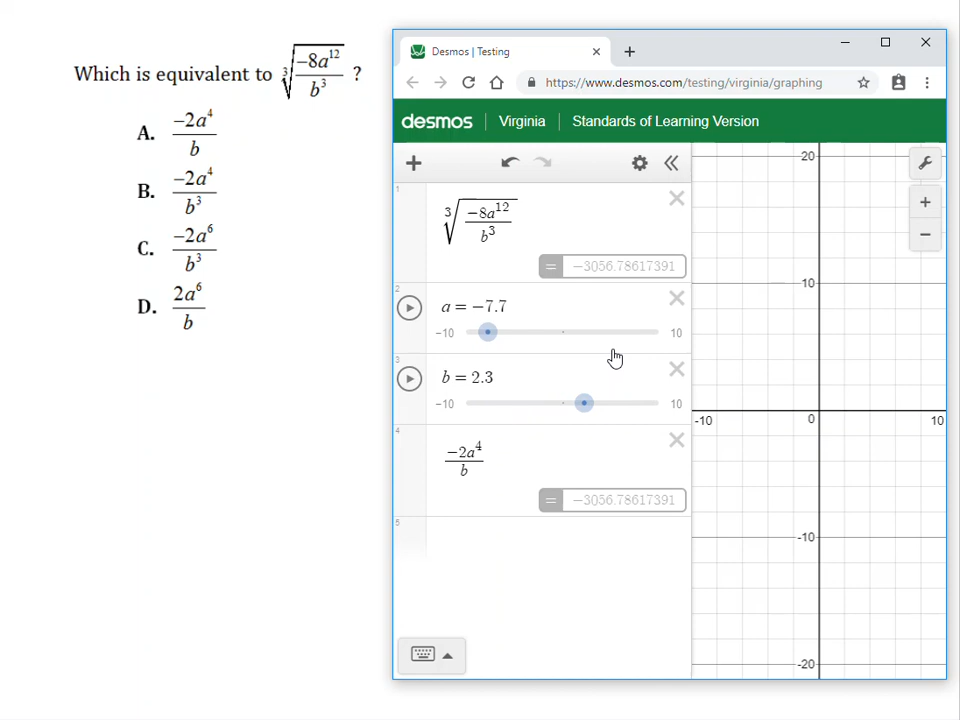 Which is equivalent to ∛(−8a¹²/b³) ?
A. −2a⁴/b
B. −2a⁴/b³
C. −2a⁶/b³
D. 2a⁶/b
Desmos | Testing
https://www.desmos.com/testing/virginia/graphing
desmos | Virginia | Standards of Learning Version
1
∛(−8a¹²/b³)
= −3056.78617391
2
a = −7.7
−10 10
3
b = 2.3
−10 10
4
−2a⁴/b
= −3056.78617391
5
20
10
-10 0 10
-10
-20